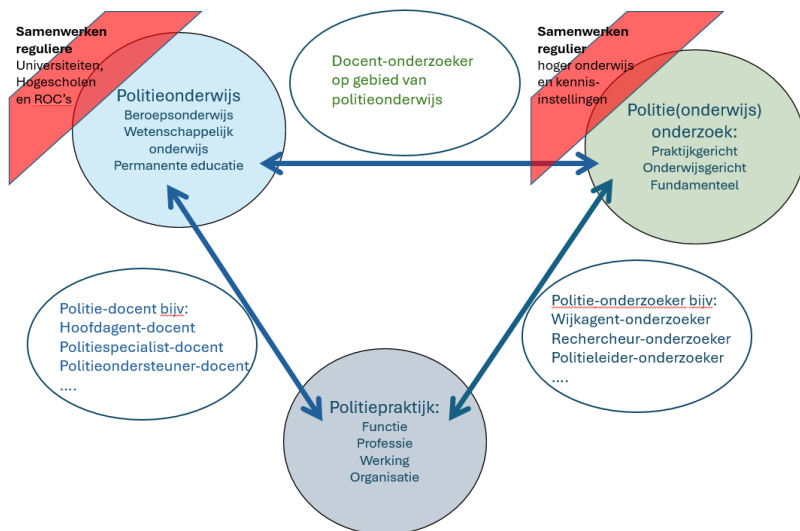 Samenwerken
reguliere
Universiteiten,
Hogescholen
en ROC's
Politieonderwijs
Beroepsonderwijs
Wetenschappelijk
onderwijs
Permanente educatie
Docent-onderzoeker
op gebied van
politieonderwijs
Samenwerken
regulier
hoger onderwijs
en kennis-
instellingen
Politie(onderwijs)
onderzoek:
Praktijkgericht
Onderwijsgericht
Fundamenteel
Politie-docent bijv:
Hoofdagent-docent
Politiespecialist-docent
Politieondersteuner-docent
....
Politie-onderzoeker bijv:
Wijkagent-onderzoeker
Rechercheur-onderzoeker
Politieleider-onderzoeker
....
Politiepraktijk:
Functie
Professie
Werking
Organisatie